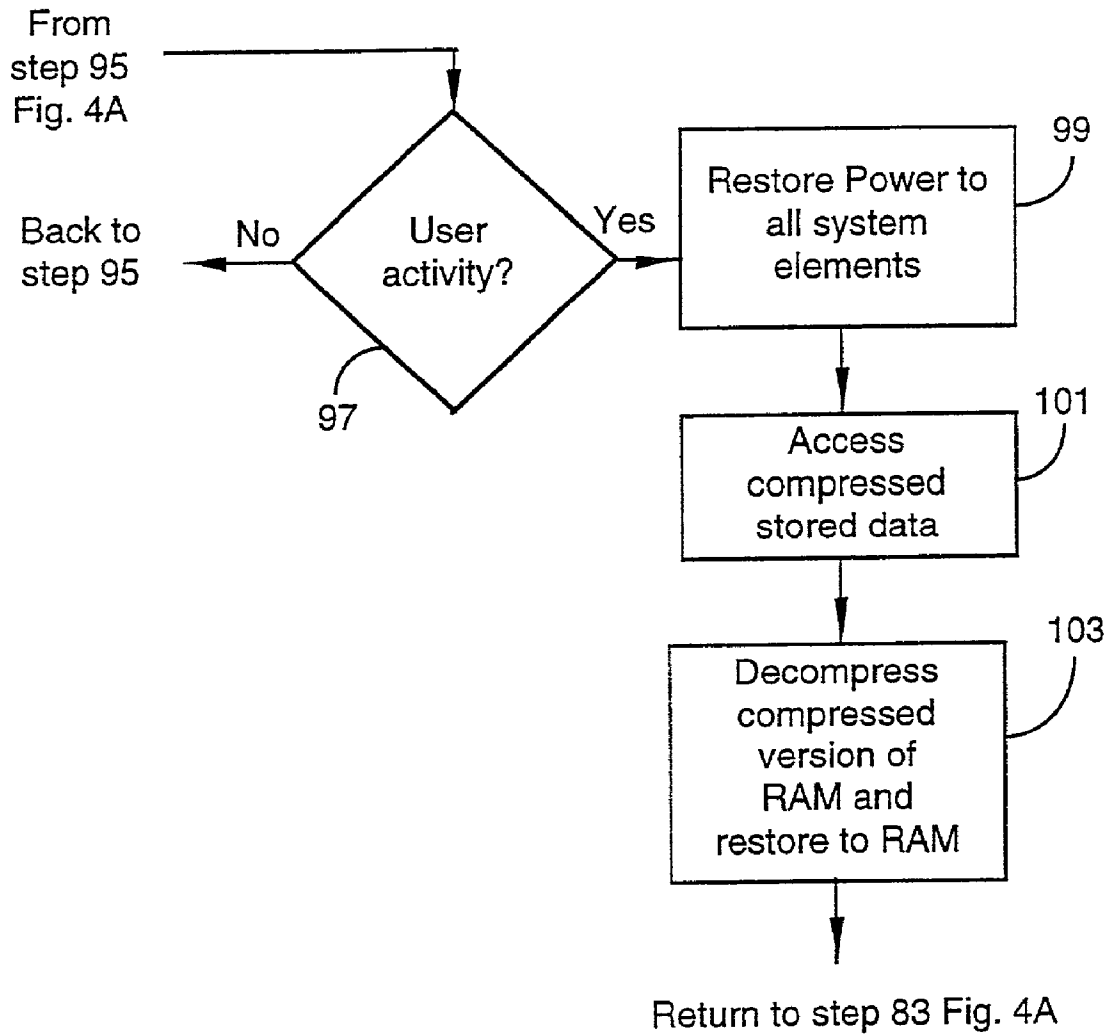 From
step 95
Fig. 4A
Back to
step 95
No
User
activity?
Yes
97
99
Restore Power to
all system
elements
101
Access
compressed
stored data
103
Decompress
compressed
version of
RAM and
restore to RAM
Return to step 83 Fig. 4A